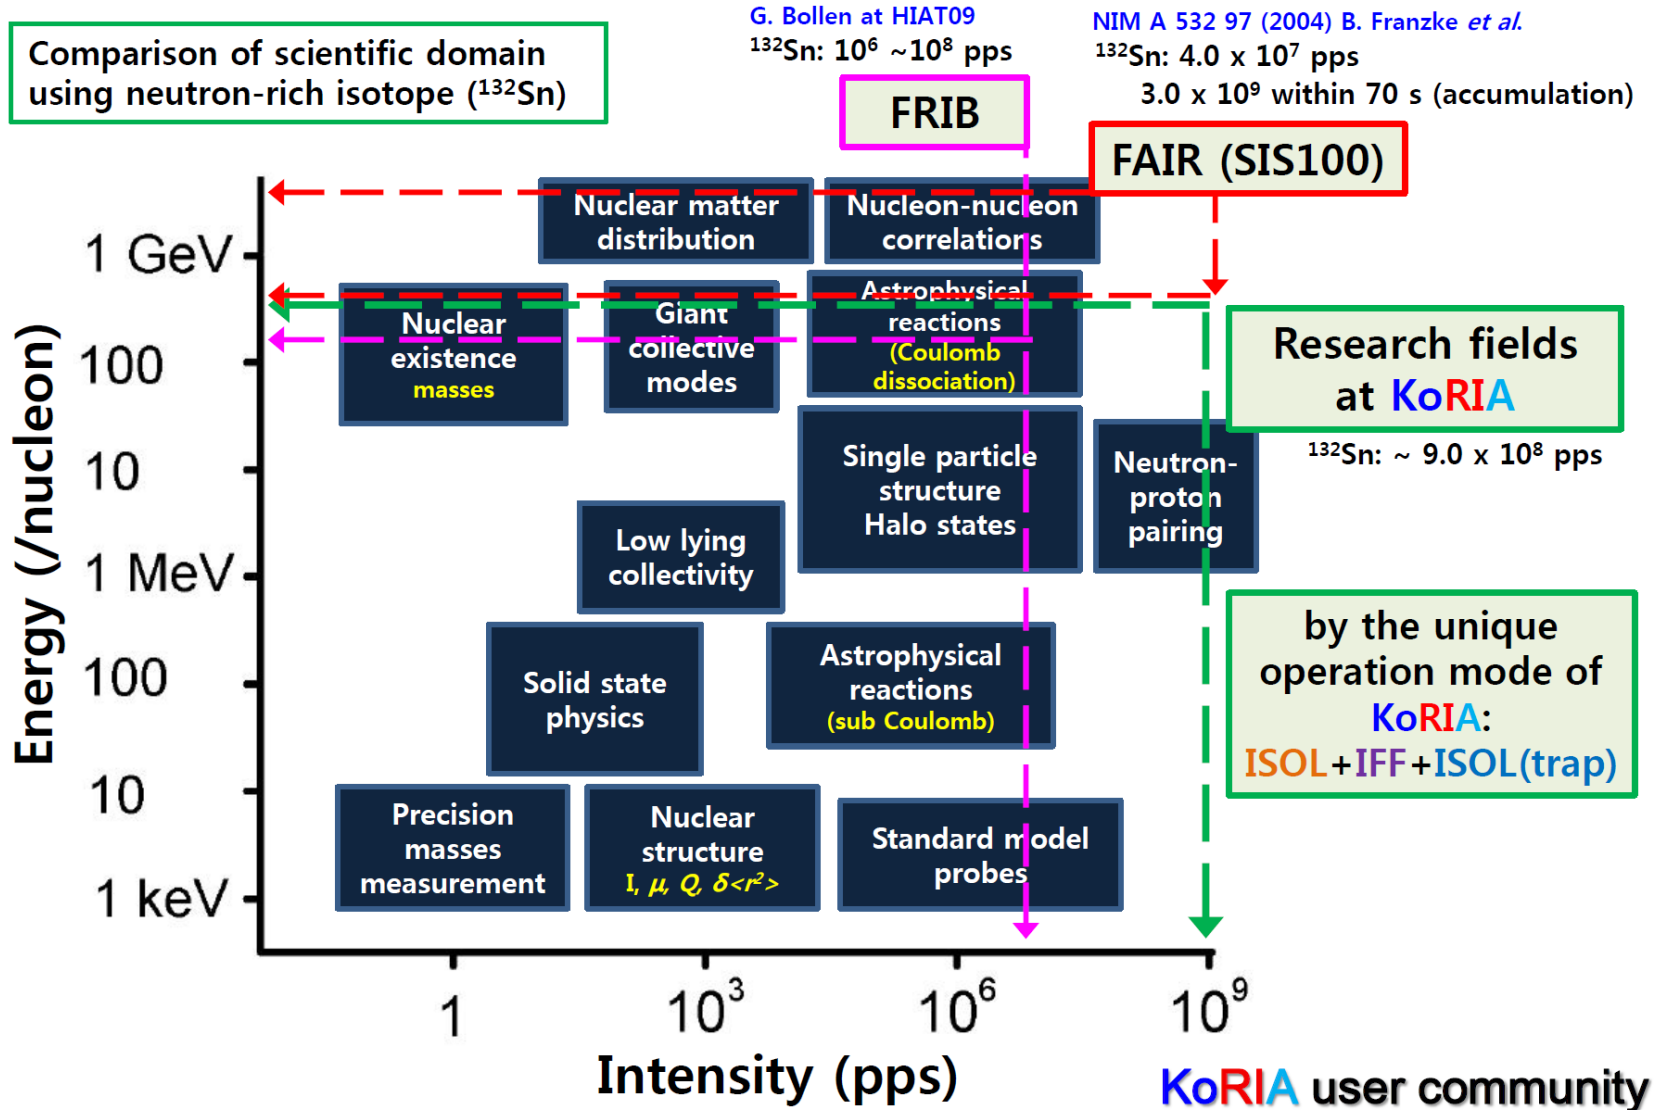 Comparison of scientific domain
using neutron-rich isotope (¹³²Sn)
G. Bollen at HIAT09
¹³²Sn: 10⁶ ~10⁸ pps
FRIB
NIM A 532 97 (2004) B. Franzke et al.
¹³²Sn: 4.0 x 10⁷ pps
3.0 x 10⁹ within 70 s (accumulation)
FAIR (SIS100)
Energy (/nucleon)
1 GeV
100
10
1 MeV
100
10
1 keV
Nuclear matter
distribution
Nucleon-nucleon
correlations
Nuclear
existence
masses
Giant
collective
modes
Astrophysical
reactions
(Coulomb
dissociation)
Research fields
at KoRIA
¹³²Sn: ~ 9.0 x 10⁸ pps
Single particle
structure
Halo states
Neutron-
proton
pairing
Low lying
collectivity
Solid state
physics
Astrophysical
reactions
(sub Coulomb)
by the unique
operation mode of
KoRIA:
ISOL+IFF+ISOL(trap)
Precision
masses
measurement
Nuclear
structure
I, μ, Q, δ<r²>
Standard model
probes
1
10³
10⁶
10⁹
Intensity (pps)
KoRIA user community